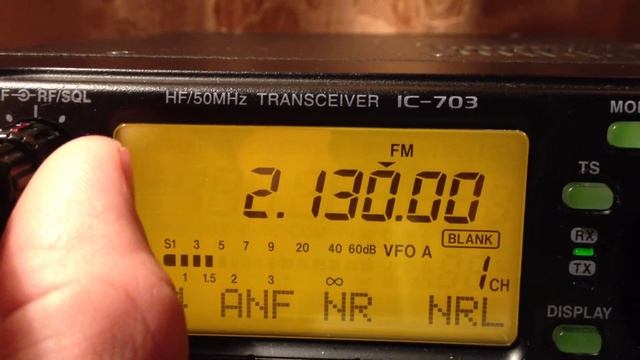 RF/SQL
HF/50MHz TRANSCEIVER IC-703
FM
2.130.00
S1 3 5 7 9 20 40 60dB VFO A
BLANK
1 1.5 2 3 ∞
1CH
ANF NR NRL
TS
RX
TX
DISPLAY